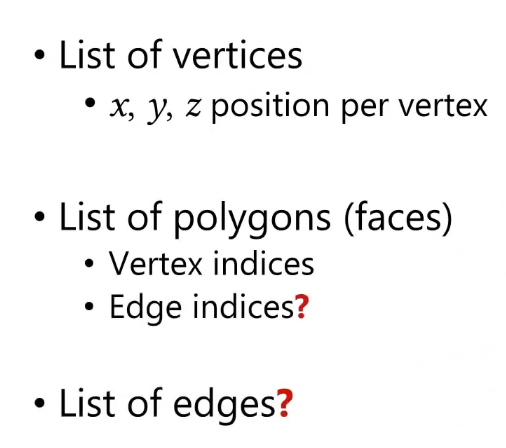 • List of vertices
• x, y, z position per vertex
• List of polygons (faces)
• Vertex indices
• Edge indices?
• List of edges?